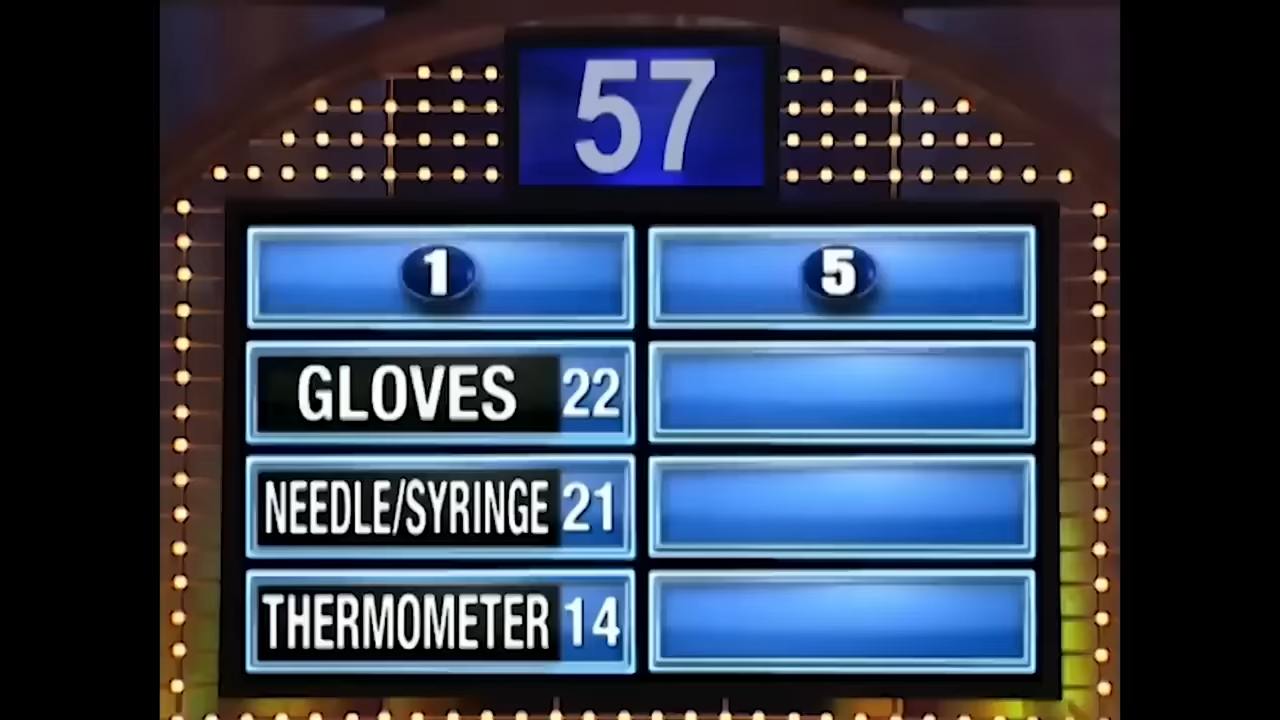 57
1
5
GLOVES 22
NEEDLE/SYRINGE 21
THERMOMETER 14